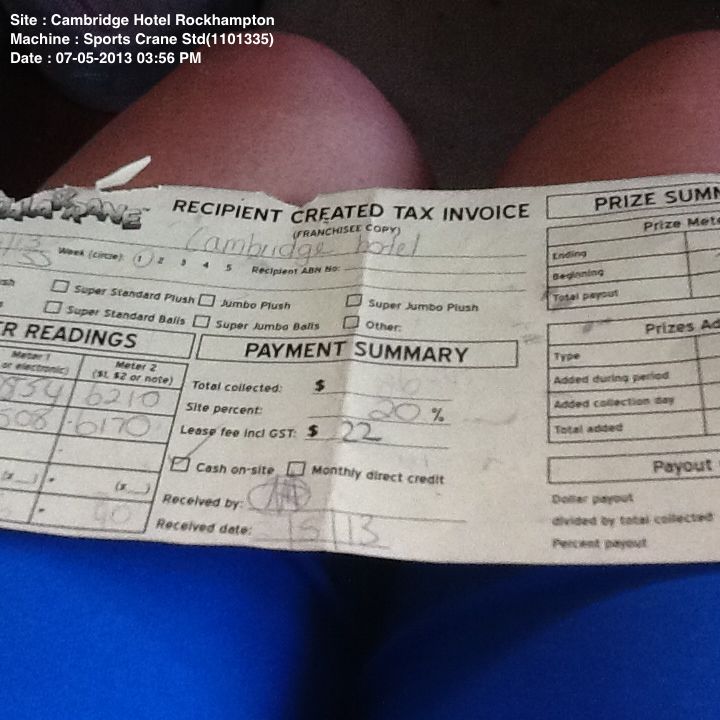 Site : Cambridge Hotel Rockhampton
Machine : Sports Crane Std(1101335)
Date : 07-05-2013 03:56 PM
RECIPIENT CREATED TAX INVOICE
(FRANCHISEE COPY)
Cambridge hotel
Week (circle): 1 2 3 4 5 Recipient ABN No:
Super Standard Plush Jumbo Plush Super Jumbo Plush
Super Standard Balls Super Jumbo Balls Other:
READINGS
Meter 1
or electronic)
Meter 2
($1, $2 or note)
6210
6170
PAYMENT SUMMARY
Total collected: $
Site percent: 20 %
Lease fee incl GST: $ 22
Cash on-site Monthly direct credit
Received by:
Received date:
PRIZE SUMM
Prize Mete
Ending
Beginning
Total payout
Prizes Ad
Type
Added during period
Added collection day
Total added
Payout
Dollar payout
divided by total collected
Percent payout